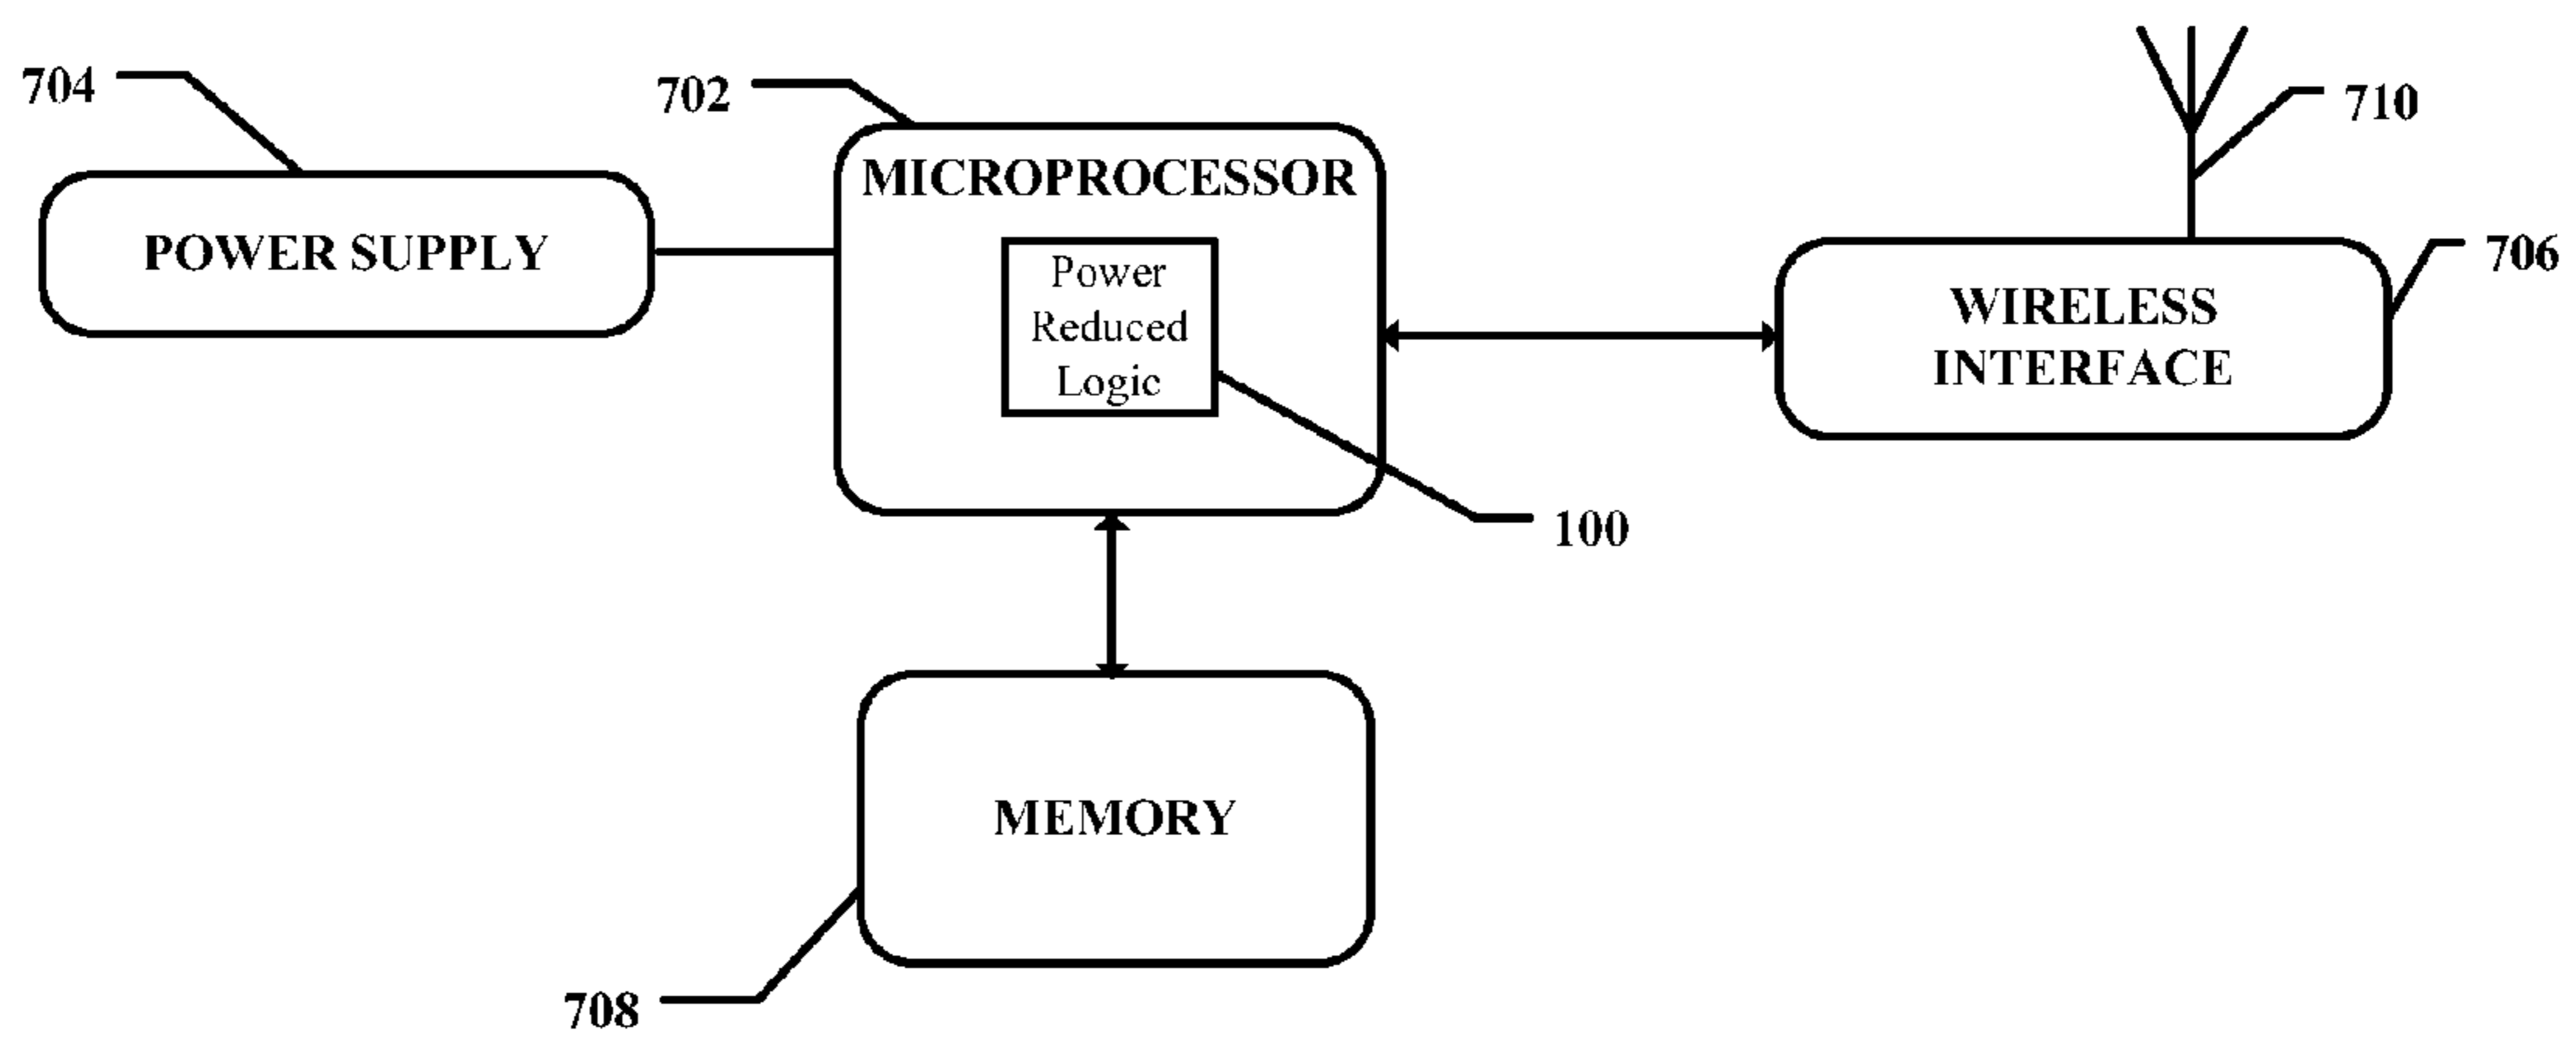 704
702
710
MICROPROCESSOR
POWER SUPPLY
706
Power
Reduced
Logic
WIRELESS
INTERFACE
100
MEMORY
708